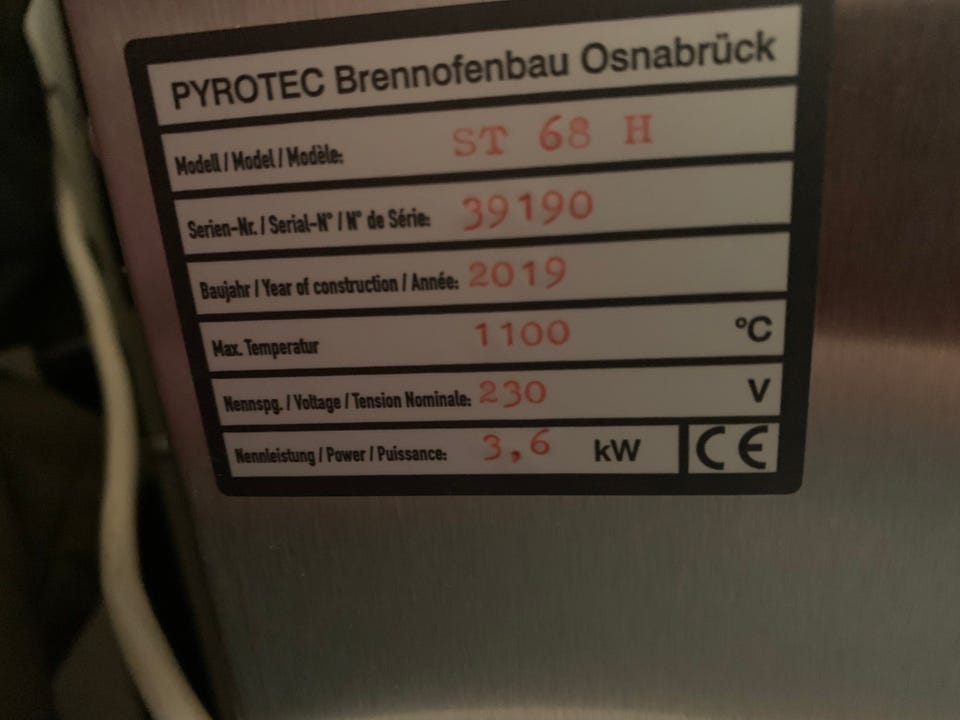 PYROTEC Brennofenbau Osnabrück
Modell / Model / Modèle: ST 68 H
Serien-Nr. / Serial-N° / N° de Série: 39190
Baujahr / Year of construction / Année: 2019
Max. Temperatur 1100 °C
Nennspg. / Voltage / Tension Nominale: 230 V
Nennleistung / Power / Puissance: 3,6 kW CE